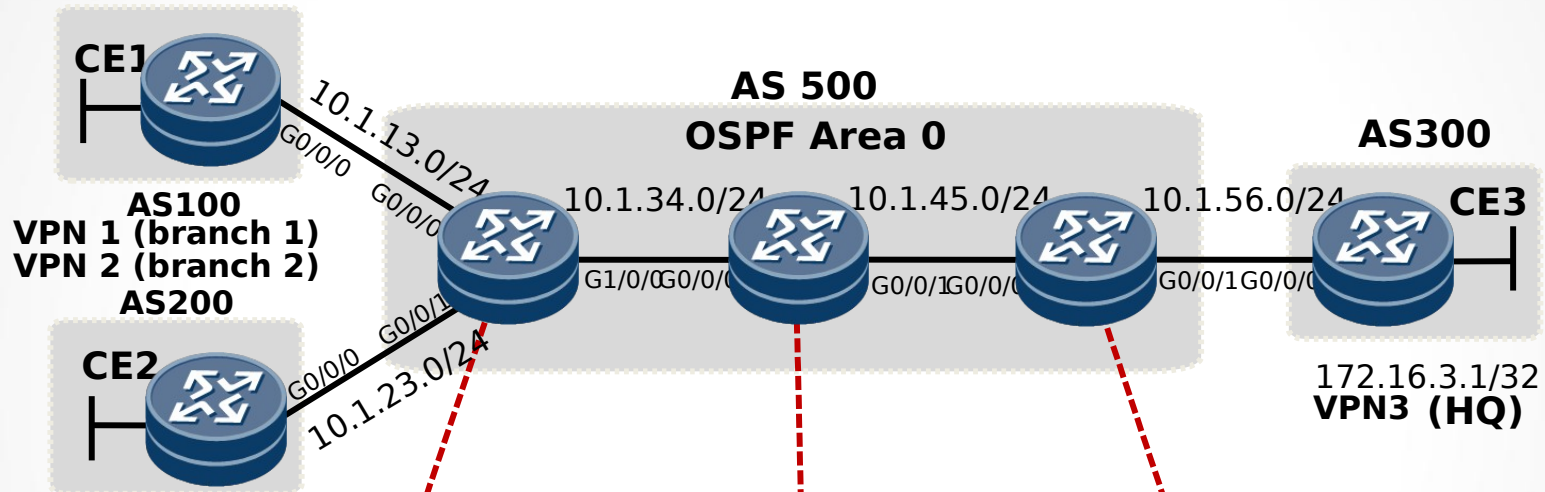 CE1
10.1.13.0/24
G0/0/0
G0/0/0
AS100
VPN 1 (branch 1)
VPN 2 (branch 2)
AS200
CE2
G0/0/0
G0/0/1
10.1.23.0/24
AS 500
OSPF Area 0
10.1.34.0/24
G1/0/0
G0/0/0
10.1.45.0/24
G0/0/1
G0/0/0
10.1.56.0/24
G0/0/1
G0/0/0
AS300
CE3
172.16.3.1/32
VPN3 (HQ)